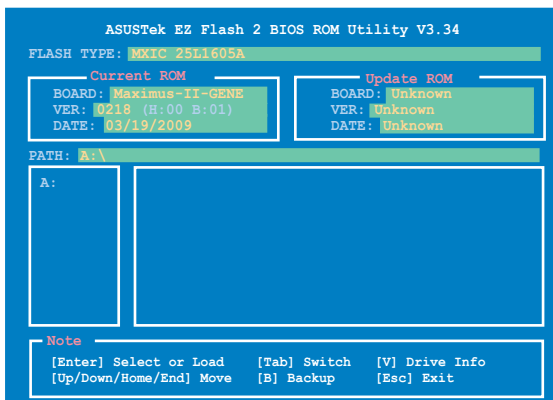 ASUSTek EZ Flash 2 BIOS ROM Utility V3.34
FLASH TYPE: MXIC 25L1605A
Current ROM
BOARD: Maximus-II-GENE
VER: 0218 (H:00 B:01)
DATE: 03/19/2009
Update ROM
BOARD: Unknown
VER: Unknown
DATE: Unknown
PATH: A:\
A:
Note
[Enter] Select or Load [Tab] Switch [V] Drive Info
[Up/Down/Home/End] Move [B] Backup [Esc] Exit